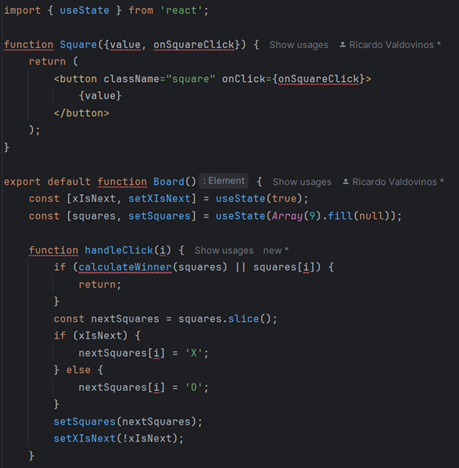 import { useState } from 'react';
function Square({value, onSquareClick}) { Show usages Ricardo Valdovinos *
    return (
        <button className="square" onClick={onSquareClick}>
            {value}
        </button>
    );
}
export default function Board() : Element { Show usages Ricardo Valdovinos *
    const [xIsNext, setXIsNext] = useState(true);
    const [squares, setSquares] = useState(Array(9).fill(null));
    function handleClick(i) { Show usages new *
        if (calculateWinner(squares) || squares[i]) {
            return;
        }
        const nextSquares = squares.slice();
        if (xIsNext) {
            nextSquares[i] = 'X';
        } else {
            nextSquares[i] = 'O';
        }
        setSquares(nextSquares);
        setXIsNext(!xIsNext);
    }